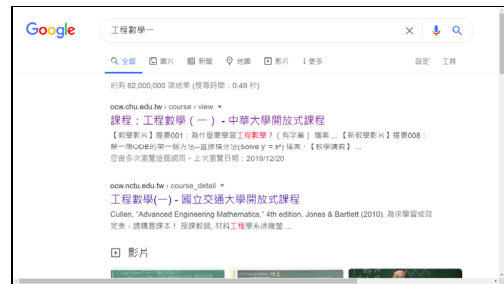 Google
工程數學一
全部 圖片 新聞 地圖 影片 更多 設定 工具
約有 62,000,000 項結果 (搜尋時間：0.49 秒)
ocw.chu.edu.tw › course › view
課程：工程數學（一） - 中華大學開放式課程
【教學影片】提要001：為什麼要學習工程數學？（有字幕）檔案 ... 【新教學影片】提要008：
解一階ODE的第一個方法--直接積分法(Solve y' = x²) 檔案 · 【教學講義】 ...
您曾多次瀏覽這個網頁。上次瀏覽日期：2019/12/20
ocw.nctu.edu.tw › course_detail
工程數學(一) - 國立交通大學開放式課程
Cullen, "Advanced Engineering Mathematics," 4th edition, Jones & Bartlett (2010). 為求學習成效
完美，請購買課本！ 授課教師, 材料工程學系徐雍鎣 ...
影片